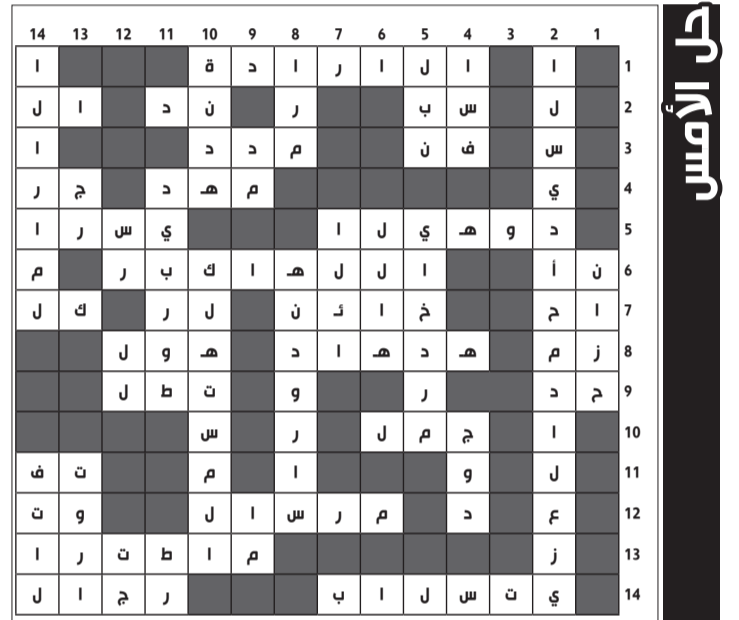 حل الأمس
1 2 3 4 5 6 7 8 9 10 11 12 13 14
1 ا ا ل ا ر ا د ة ا
2 ل س ب ر ن د ا ل
3 س ف ن م د د ا
4 ي م هـ د ج ر
5 د و هـ ي ل ا ي س ر ا
6 ن أ ا ل ل هـ ا ك ب ر م
7 ا ح خ ا ئـ ن ل ر ك ل
8 ز م هـ د هـ ا د هـ و ل
9 ح د ر و ت ط ل
10 ا ج م ل ر س
11 ل و ا م ت ف
12 ع د م ر س ا ل و ت
13 ز م ا ط ت ر ا
14 ي ت س ل ا ب ر ج ا ل